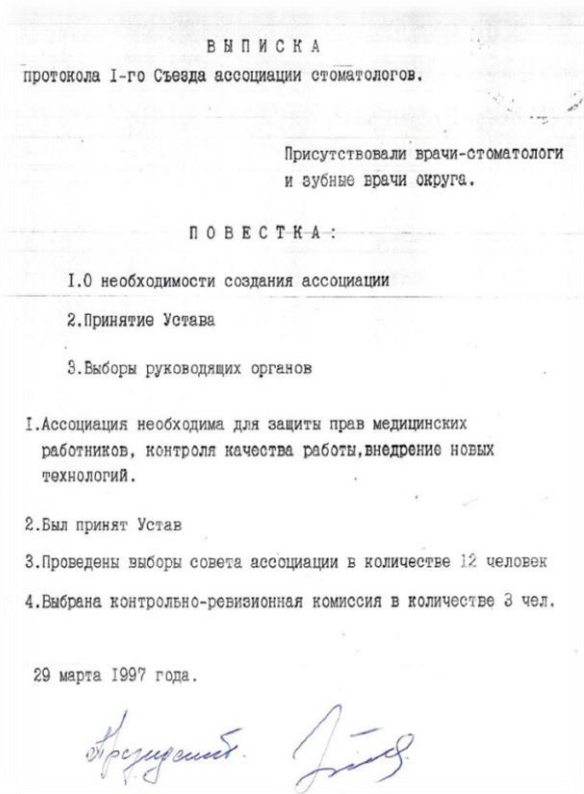 ВЫПИСКА
протокола I-го Съезда ассоциации стоматологов.
Присутствовали врачи-стоматологи
и зубные врачи округа.
ПОВЕСТКА:
I.О необходимости создания ассоциации
2.Принятие Устава
3.Выборы руководящих органов
I.Ассоциация необходима для защиты прав медицинских
работников, контроля качества работы,внедрение новых
технологий.
2.Был принят Устав
3.Проведены выборы совета ассоциации в количестве 12 человек
4.Выбрана контрольно-ревизионная комиссия в количестве 3 чел.
29 марта 1997 года.
Президент.